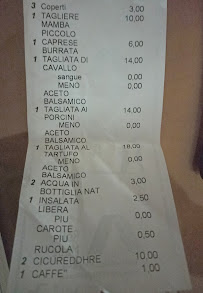 3 Coperti 3,00
1 TAGLIERE 10,00
MAMBA
PICCOLO
1 CAPRESE 6,00
BURRATA
1 TAGLIATA DI 14,00
CAVALLO
sangue 0,00
MENO 0,00
ACETO
BALSAMICO
1 TAGLIATA AI 14,00
PORCINI
MENO 0,00
ACETO
BALSAMICO
1 TAGLIATA AL 18,00
TARTUFO
MENO 0,00
ACETO
BALSAMICO
2 ACQUA IN 3,00
BOTTIGLIA NAT
1 INSALATA 2,50
LIBERA
PIU 0,00
CAROTE
PIU 0,50
RUCOLA
2 CICUREDDHRE 10,00
1 CAFFE' 1,00